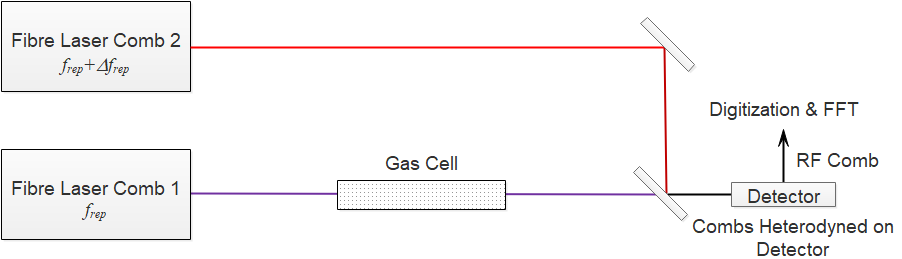 Fibre Laser Comb 2
frep+Δfrep
Digitization & FFT
Gas Cell
RF Comb
Fibre Laser Comb 1
frep
Detector
Combs Heterodyned on
Detector